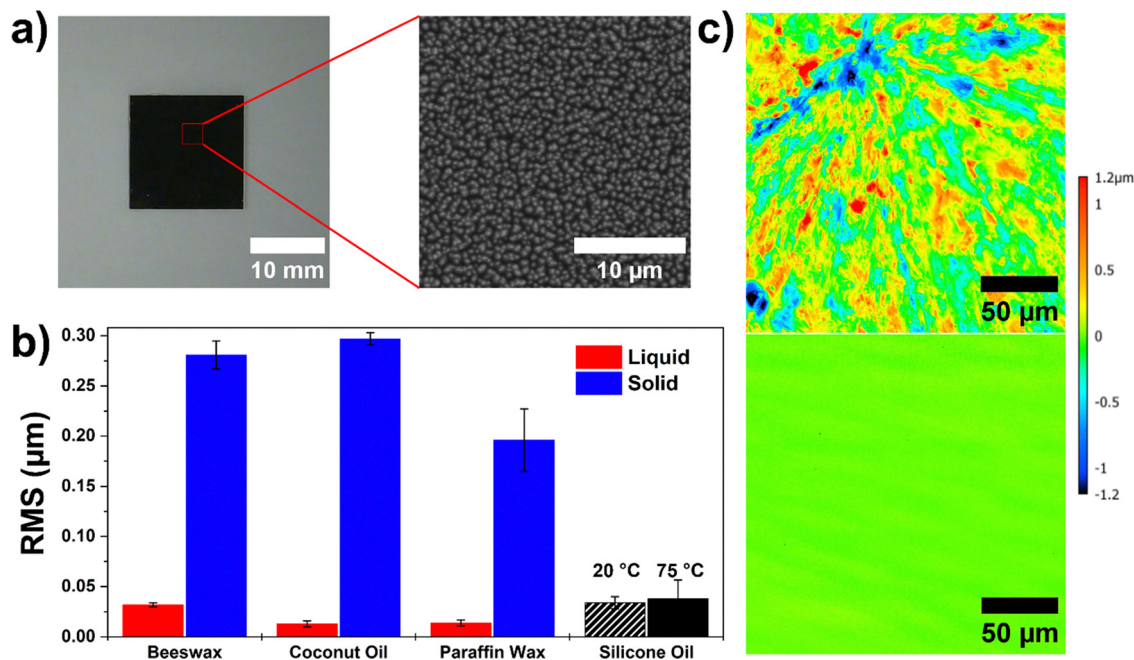 a)
10 mm
10 µm
b)
RMS (µm)
0.30
0.25
0.20
0.15
0.10
0.05
0.00
Liquid
Solid
20 °C
75 °C
Beeswax
Coconut Oil
Paraffin Wax
Silicone Oil
c)
50 µm
1.2µm
1
0.5
0
-0.5
-1
-1.2
50 µm